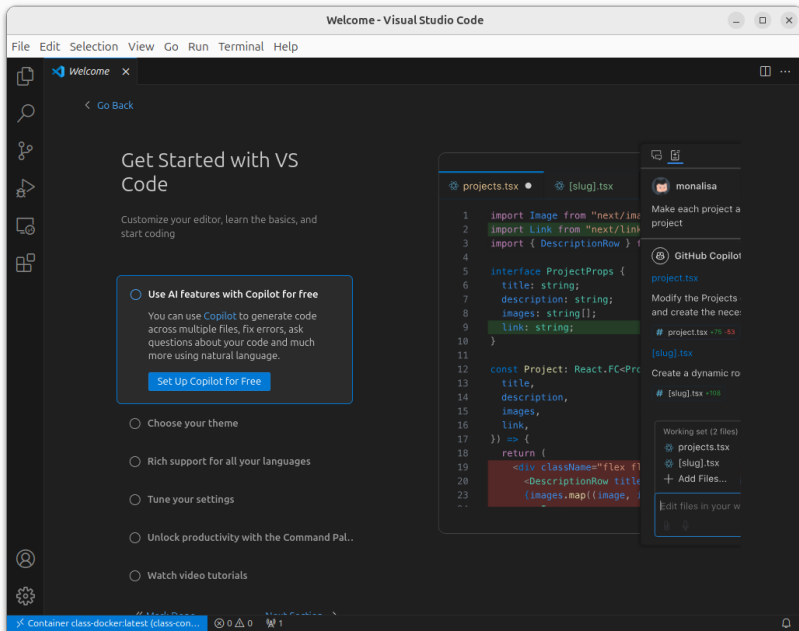 Welcome - Visual Studio Code
File Edit Selection View Go Run Terminal Help
Welcome
Go Back
Get Started with VS
Code
Customize your editor, learn the basics, and
start coding
Use AI features with Copilot for free
You can use Copilot to generate code
across multiple files, fix errors, ask
questions about your code and much
more using natural language.
Set Up Copilot for Free
Choose your theme
Rich support for all your languages
Tune your settings
Unlock productivity with the Command Pal..
Watch video tutorials
Mark Done Next Section
projects.tsx [slug].tsx
1 import Image from "next/ima
2 import Link from "next/link
3 import { DescriptionRow } f
4
5 interface ProjectProps {
6 title: string;
7 description: string;
8 images: string[];
9 link: string;
10 }
11
12 const Project: React.FC<Pro
13 title,
14 description,
15 images,
16 link,
17 }) => {
18 return (
19 <div className="flex fl
20 <DescriptionRow title
23 {images.map((image, i
monalisa
Make each project a
project
GitHub Copilot
project.tsx
Modify the Projects
and create the neces
# project.tsx +75 -83
[slug].tsx
Create a dynamic ro
# [slug].tsx +106
Working set (2 files)
projects.tsx
[slug].tsx
+ Add Files...
Edit files in your w
Container class-docker:latest (class-con... 0 0 1